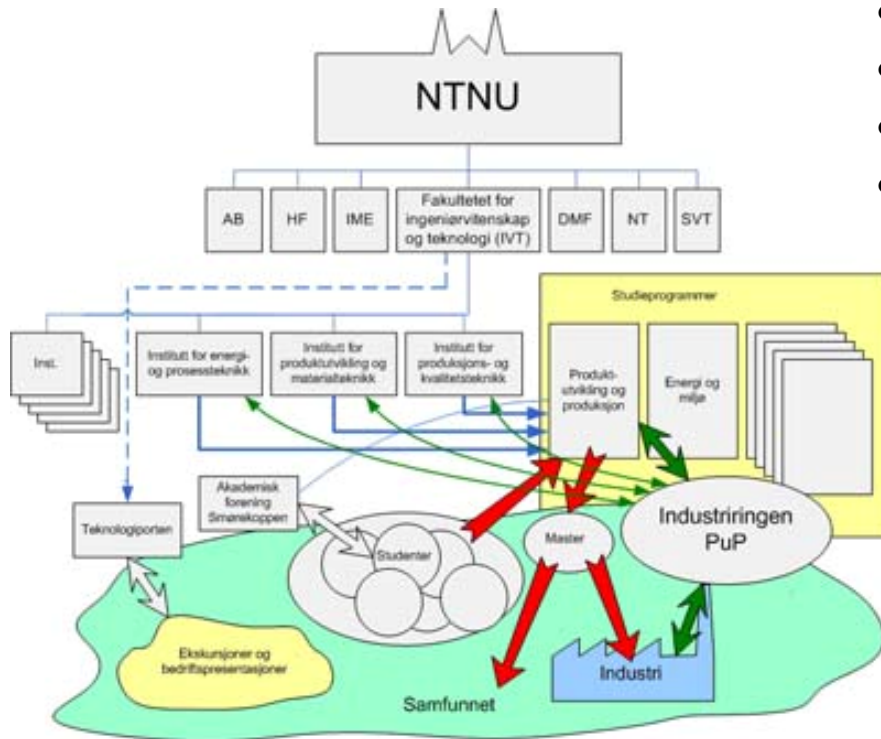 NTNU
AB
HF
IME
Fakultetet for
ingeniørvitenskap
og teknologi (IVT)
DMF
NT
SVT
Studieprogrammer
Inst.
Institutt for energi-
og prosessteknikk
Institutt for
produktutvikling og
materialteknikk
Institutt for
produksjons- og
kvalitetsteknikk
Produkt-
utvikling og
produksjon
Energi og
miljø
Teknologiporten
Akademisk
forening
Smørekoppen
Studenter
Master
Industriringen
PuP
Ekskursjoner og
bedriftspresentasjoner
Samfunnet
Industri